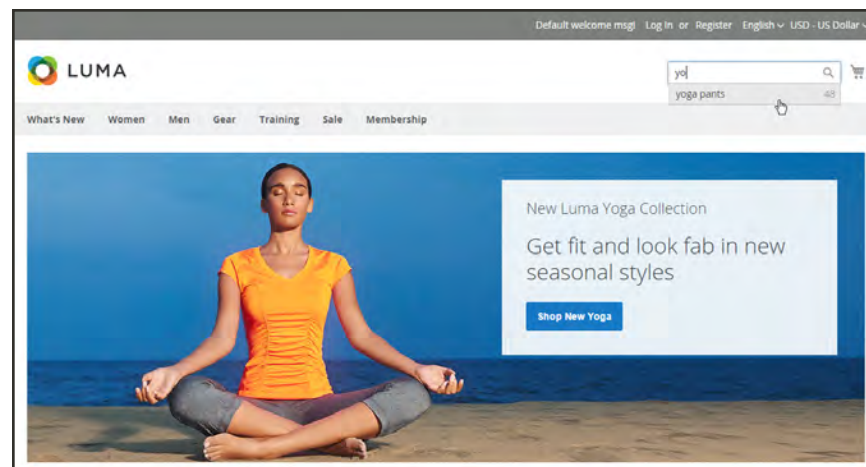 Default welcome msg! Log In or Register English USD - US Dollar
LUMA
yo
yoga pants 48
What's New Women Men Gear Training Sale Membership
New Luma Yoga Collection
Get fit and look fab in new
seasonal styles
Shop New Yoga